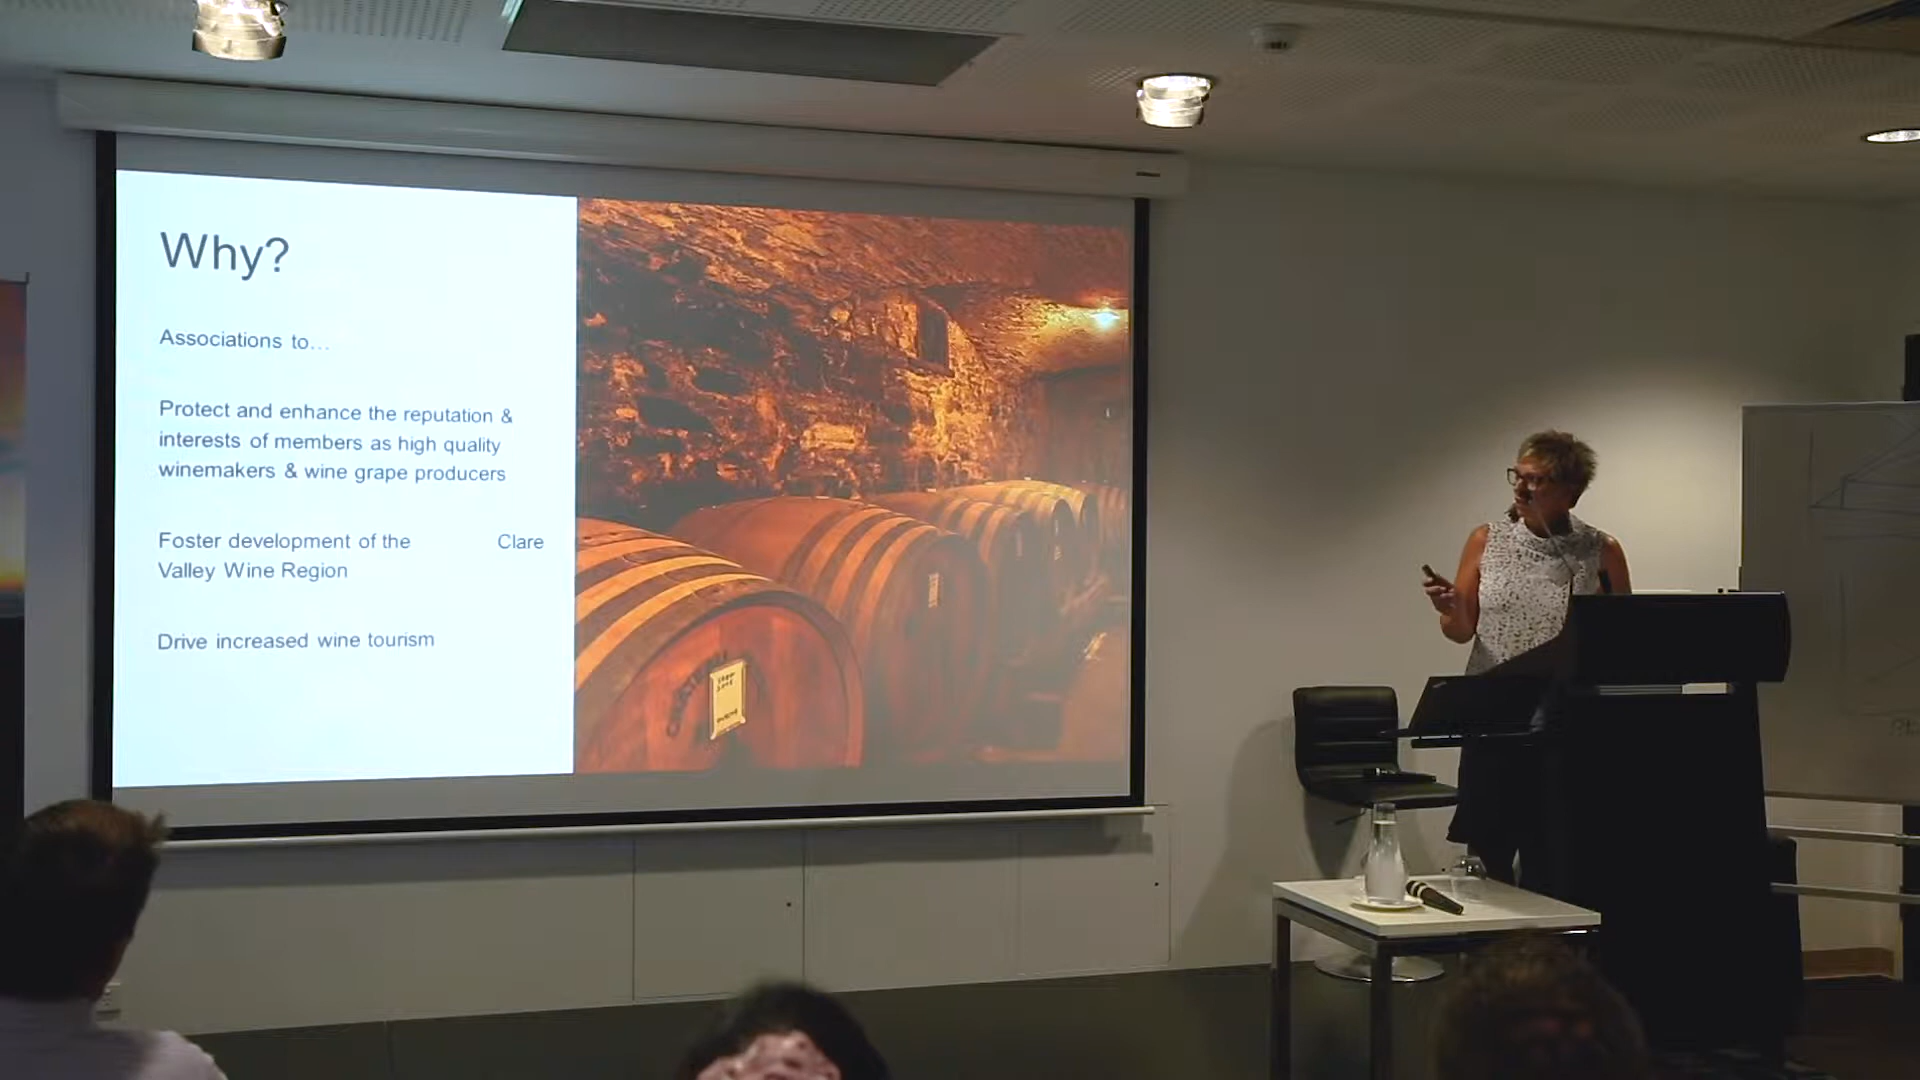 Why?
Associations to...
Protect and enhance the reputation &
interests of members as high quality
winemakers & wine grape producers
Foster development of the Clare
Valley Wine Region
Drive increased wine tourism